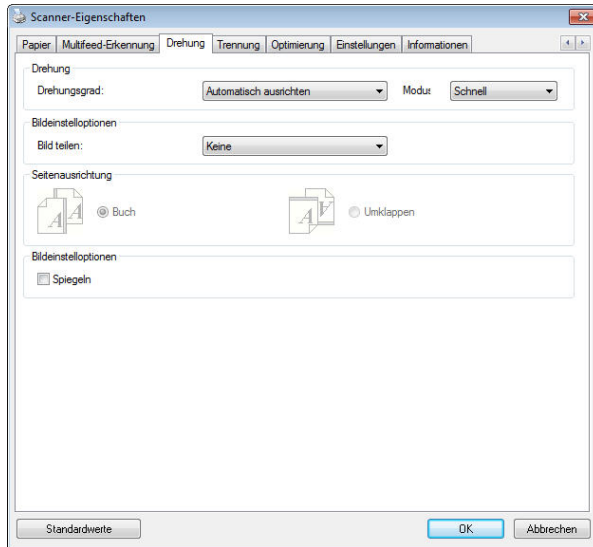 Scanner-Eigenschaften
Papier Multifeed-Erkennung Drehung Trennung Optimierung Einstellungen Informationen
Drehung
Drehungsgrad: Automatisch ausrichten Modus Schnell
Bildeinstelloptionen
Bild teilen: Keine
Seitenausrichtung
A A Buch A A Umklappen
Bildeinstelloptionen
Spiegeln
Standardwerte OK Abbrechen